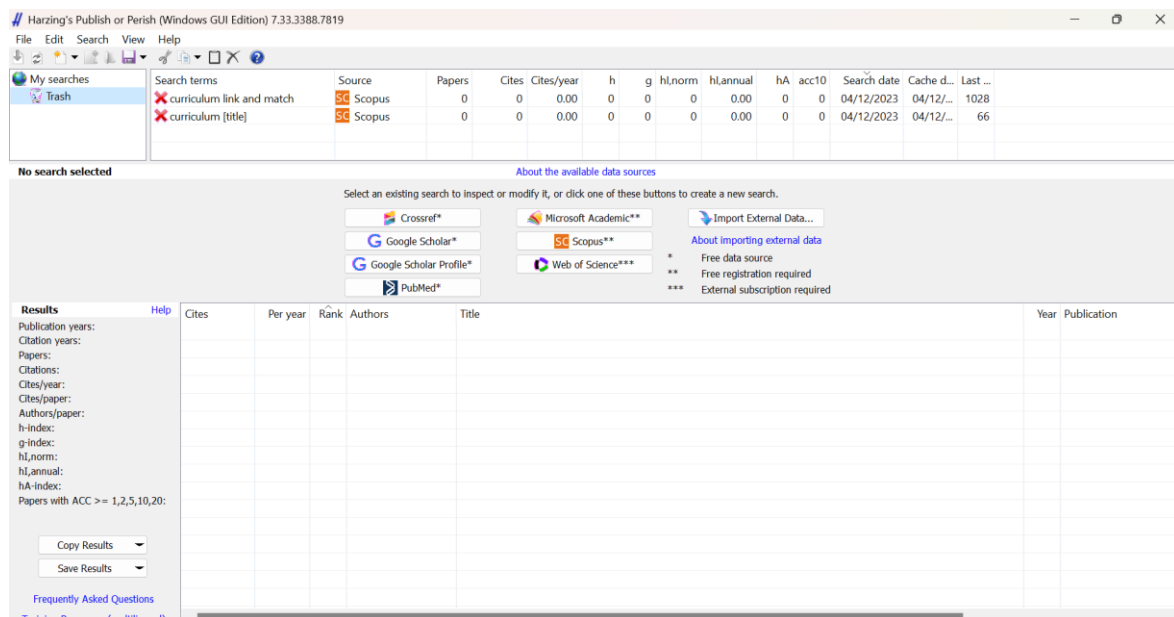 Harzing's Publish or Perish (Windows GUI Edition) 7.33.3388.7819
File Edit Search View Help
My searches
Trash
Search terms Source Papers Cites Cites/year h g hI,norm hI,annual hA acc10 Search date Cache d... Last ...
curriculum link and match SC Scopus 0 0 0.00 0 0 0 0.00 0 0 04/12/2023 04/12/... 1028
curriculum [title] SC Scopus 0 0 0.00 0 0 0 0.00 0 0 04/12/2023 04/12/... 66
No search selected About the available data sources
Select an existing search to inspect or modify it, or click one of these buttons to create a new search.
Crossref* Microsoft Academic** Import External Data...
Google Scholar* SC Scopus** About importing external data
Google Scholar Profile* Web of Science*** * Free data source
** Free registration required
PubMed* *** External subscription required
Results Help Cites Per year Rank Authors Title Year Publication
Publication years:
Citation years:
Papers:
Citations:
Cites/year:
Cites/paper:
Authors/paper:
h-index:
g-index:
hI,norm:
hI,annual:
hA-index:
Papers with ACC >= 1,2,5,10,20:
Copy Results
Save Results
Frequently Asked Questions